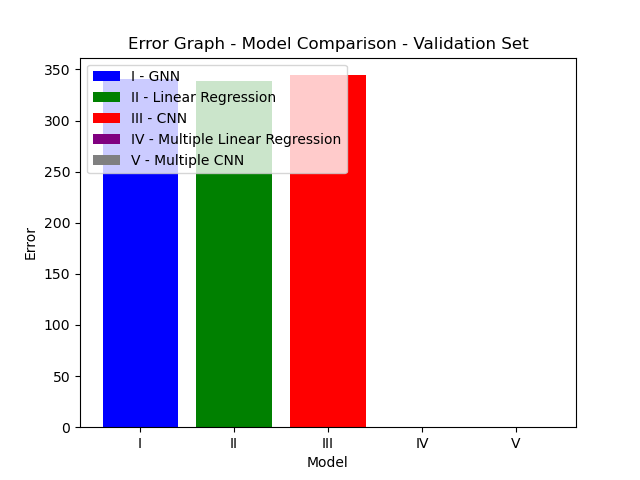 Error Graph - Model Comparison - Validation Set
I - GNN
II - Linear Regression
III - CNN
IV - Multiple Linear Regression
V - Multiple CNN
350
300
250
200
150
100
50
0
Error
I II III IV V
Model